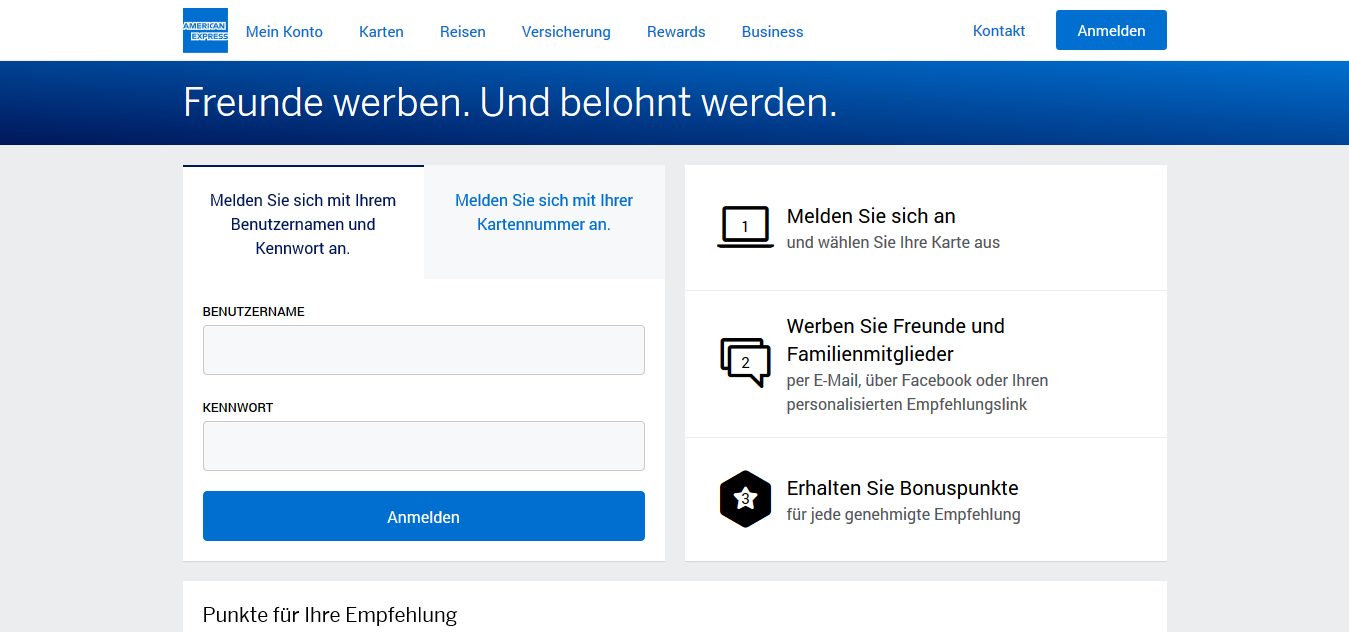 AMERICAN
EXPRESS
Mein Konto
Karten
Reisen
Versicherung
Rewards
Business
Kontakt
Anmelden
Freunde werben. Und belohnt werden.
Melden Sie sich mit Ihrem
Benutzernamen und
Kennwort an.
Melden Sie sich mit Ihrer
Kartennummer an.
BENUTZERNAME
KENNWORT
Anmelden
1
Melden Sie sich an
und wählen Sie Ihre Karte aus
2
Werben Sie Freunde und
Familienmitglieder
per E-Mail, über Facebook oder Ihren
personalisierten Empfehlungslink
3
Erhalten Sie Bonuspunkte
für jede genehmigte Empfehlung
Punkte für Ihre Empfehlung